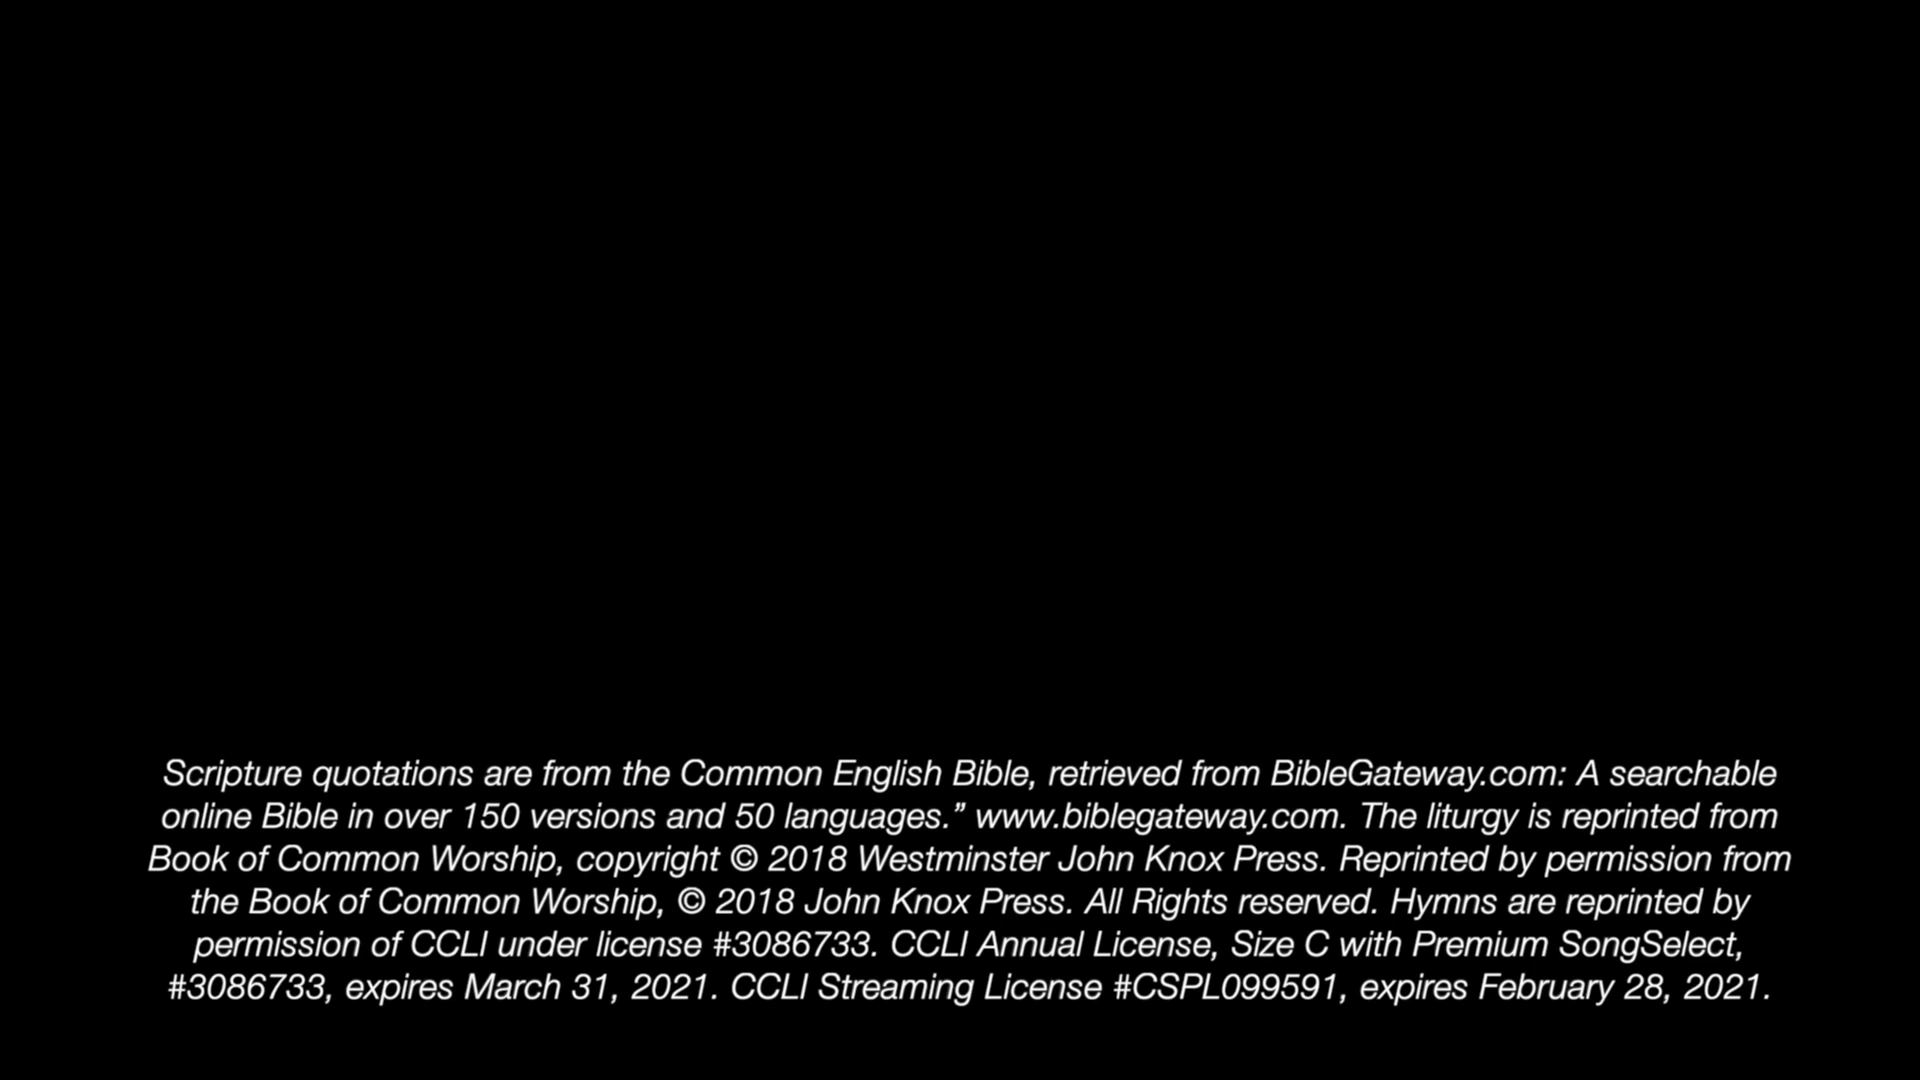 Scripture quotations are from the Common English Bible, retrieved from BibleGateway.com: A searchable
online Bible in over 150 versions and 50 languages.” www.biblegateway.com. The liturgy is reprinted from
Book of Common Worship, copyright © 2018 Westminster John Knox Press. Reprinted by permission from
the Book of Common Worship, © 2018 John Knox Press. All Rights reserved. Hymns are reprinted by
permission of CCLI under license #3086733. CCLI Annual License, Size C with Premium SongSelect,
#3086733, expires March 31, 2021. CCLI Streaming License #CSPL099591, expires February 28, 2021.